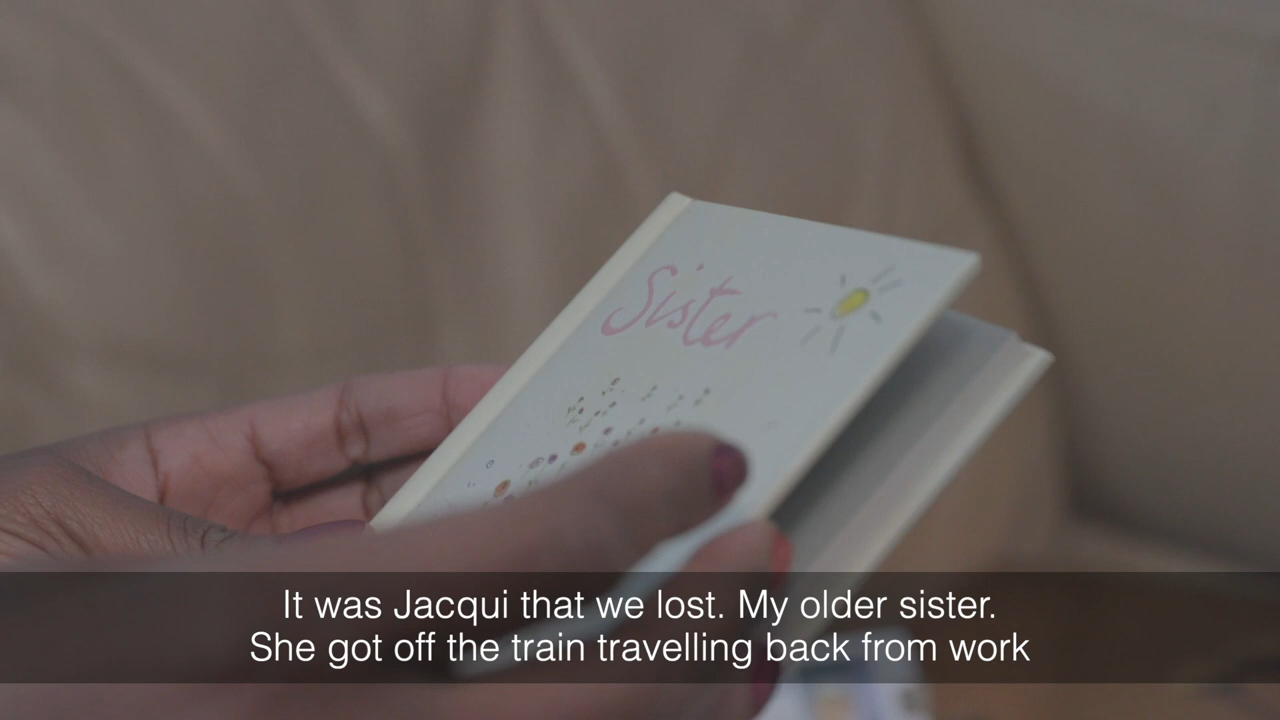 Sister
It was Jacqui that we lost. My older sister.
She got off the train travelling back from work